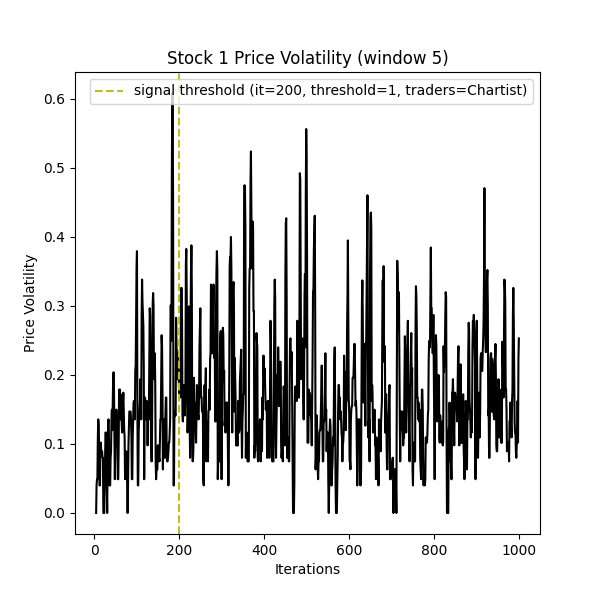 Stock 1 Price Volatility (window 5)
signal threshold (it=200, threshold=1, traders=Chartist)
0.6
0.5
0.4
0.3
0.2
0.1
0.0
Price Volatility
0 200 400 600 800 1000
Iterations